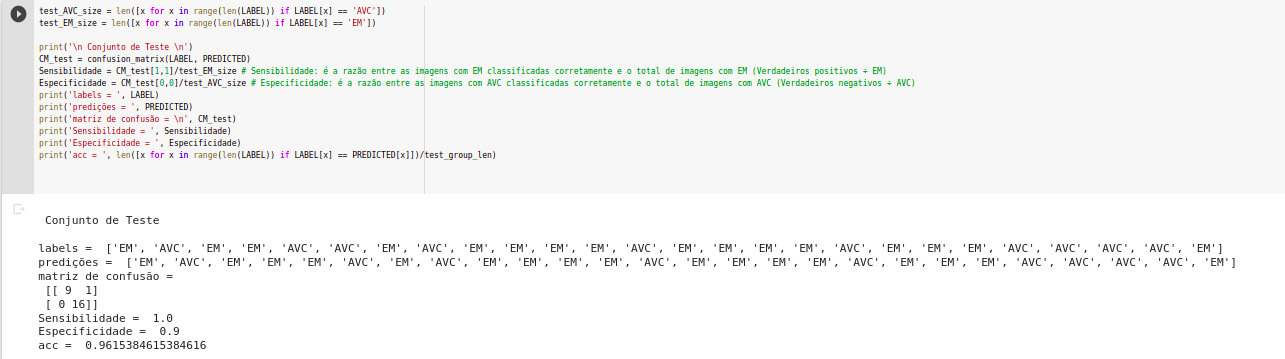 test_AVC_size = len([x for x in range(len(LABEL)) if LABEL[x] == 'AVC'])
test_EM_size = len([x for x in range(len(LABEL)) if LABEL[x] == 'EM'])
print('\n Conjunto de Teste \n')
CM_test = confusion_matrix(LABEL, PREDICTED)
Sensibilidade = CM_test[1,1]/test_EM_size # Sensibilidade: é a razão entre as imagens com EM classificadas corretamente e o total de imagens com EM (Verdadeiros positivos ÷ EM)
Especificidade = CM_test[0,0]/test_AVC_size # Especificidade: é a razão entre as imagens com AVC classificadas corretamente e o total de imagens com AVC (Verdadeiros negativos ÷ AVC)
print('labels = ', LABEL)
print('predições = ', PREDICTED)
print('matriz de confusão = \n', CM_test)
print('Sensibilidade = ', Sensibilidade)
print('Especificidade = ', Especificidade)
print('acc = ', len([x for x in range(len(LABEL)) if LABEL[x] == PREDICTED[x]])/test_group_len)
Conjunto de Teste
labels =  ['EM', 'AVC', 'EM', 'EM', 'AVC', 'AVC', 'EM', 'AVC', 'EM', 'EM', 'EM', 'EM', 'AVC', 'EM', 'EM', 'EM', 'EM', 'AVC', 'EM', 'EM', 'EM', 'AVC', 'AVC', 'AVC', 'AVC', 'EM']
predições =  ['EM', 'AVC', 'EM', 'EM', 'EM', 'AVC', 'EM', 'AVC', 'EM', 'EM', 'EM', 'EM', 'AVC', 'EM', 'EM', 'EM', 'EM', 'AVC', 'EM', 'EM', 'EM', 'AVC', 'AVC', 'AVC', 'AVC', 'EM']
matriz de confusão =
[[ 9  1]
[ 0 16]]
Sensibilidade =  1.0
Especificidade =  0.9
acc =  0.9615384615384616